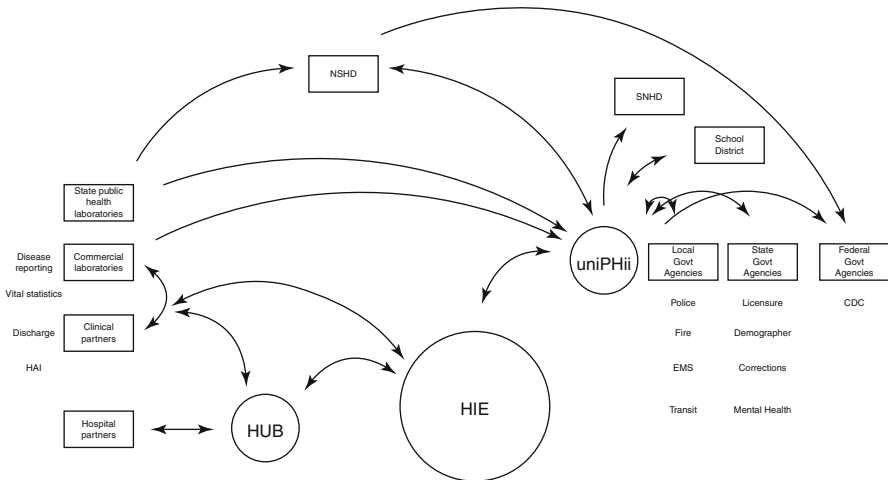 NSHD
SNHD
School
District
State public
health
laboratories
Disease
reporting
Commercial
laboratories
Vital statistics
Discharge
Clinical
partners
HAI
Hospital
partners
HUB
HIE
uniPHii
Local
Govt
Agencies
State
Govt
Agencies
Federal
Govt
Agencies
Police
Licensure
CDC
Fire
Demographer
EMS
Corrections
Transit
Mental Health